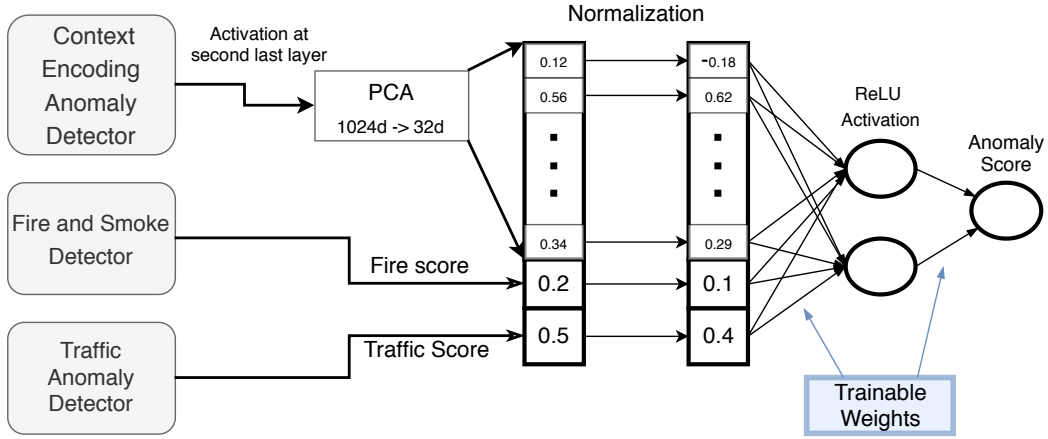 Normalization
Context
Encoding
Anomaly
Detector
Activation at
second last layer
PCA
1024d -> 32d
0.12
0.56
0.34
0.2
0.5
-0.18
0.62
0.29
0.1
0.4
ReLU
Activation
Anomaly
Score
Fire and Smoke
Detector
Fire score
Traffic
Anomaly
Detector
Traffic Score
Trainable
Weights